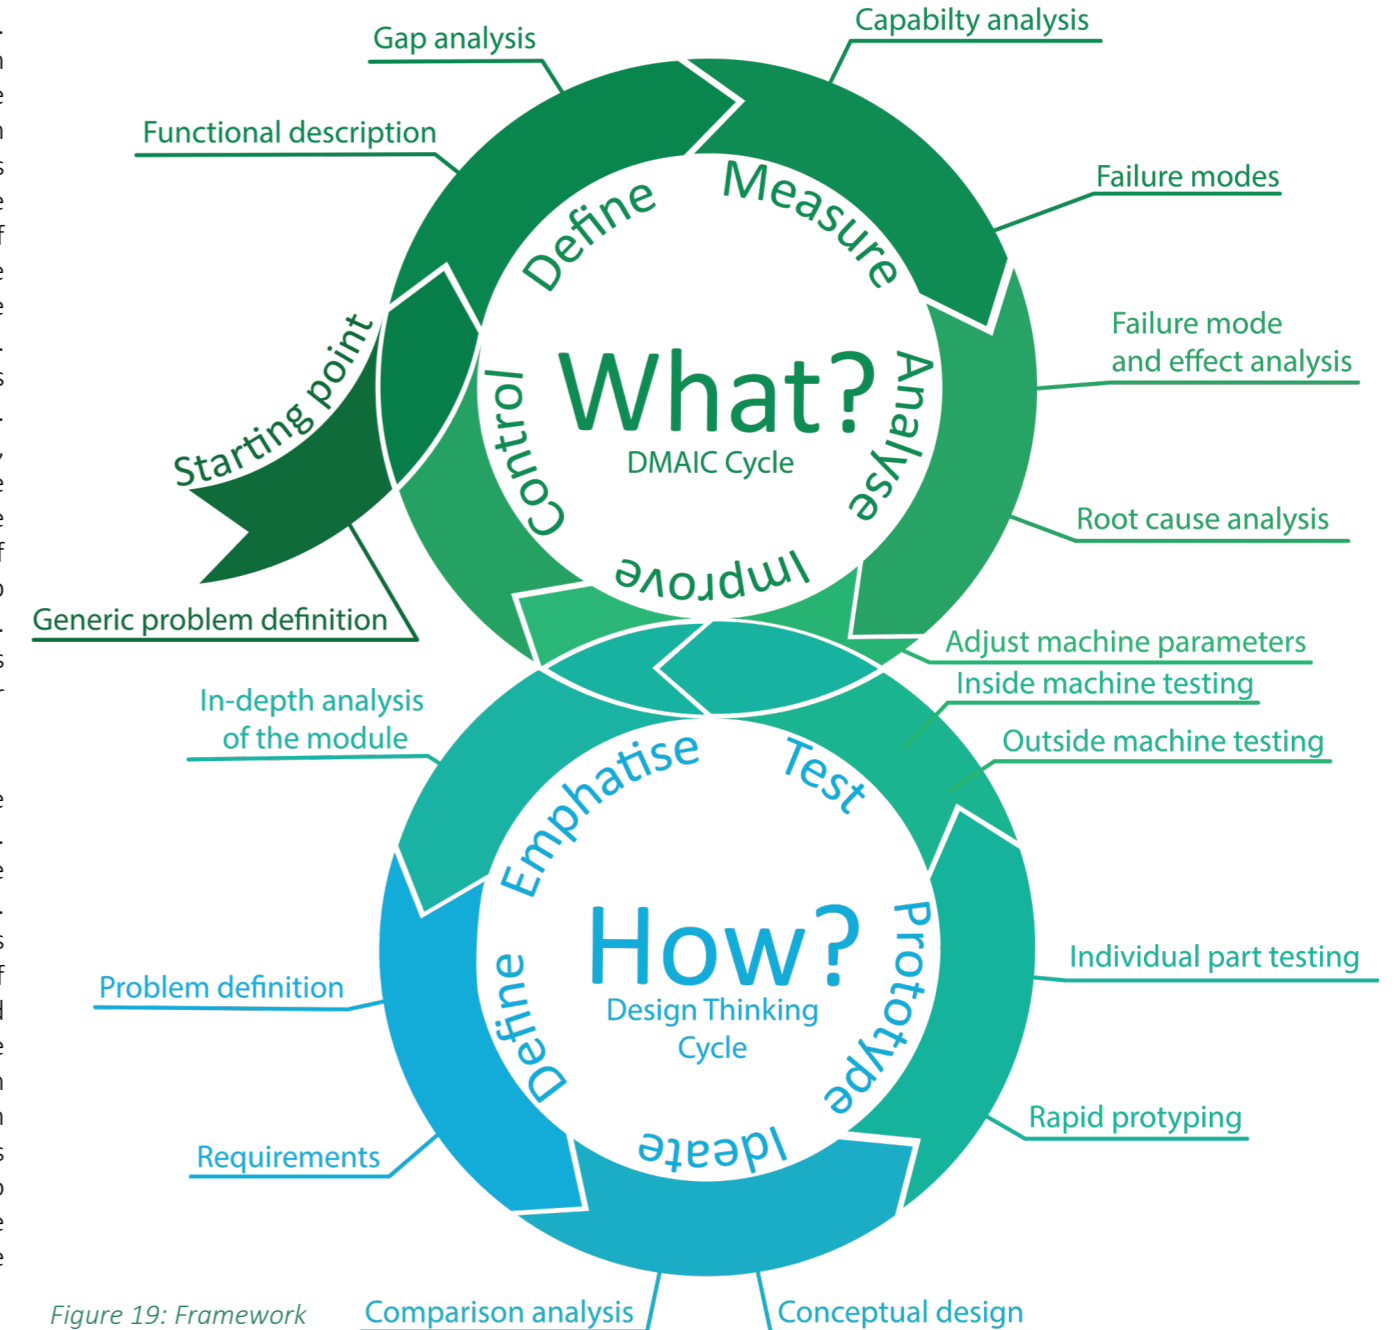 Capabilty analysis
Gap analysis
Functional description
Failure modes
Define
Measure
Analyse
Improve
Control
What?
DMAIC Cycle
Starting point
Generic problem definition
Failure mode
and effect analysis
Root cause analysis
Adjust machine parameters
Inside machine testing
Outside machine testing
In-depth analysis
of the module
Emphatise
Test
Prototype
Ideate
Define
How?
Design Thinking
Cycle
Individual part testing
Problem definition
Rapid protyping
Requirements
Comparison analysis
Conceptual design
Figure 19: Framework